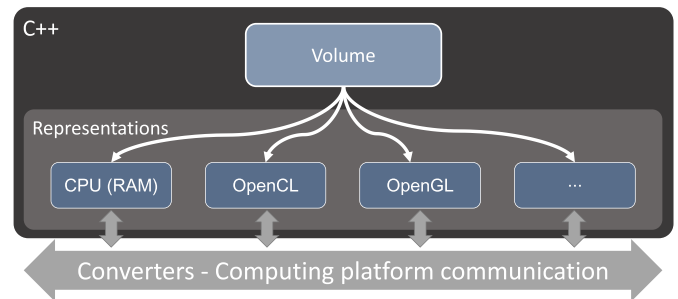 C++
Volume
Representations
CPU (RAM)
OpenCL
OpenGL
...
Converters - Computing platform communication